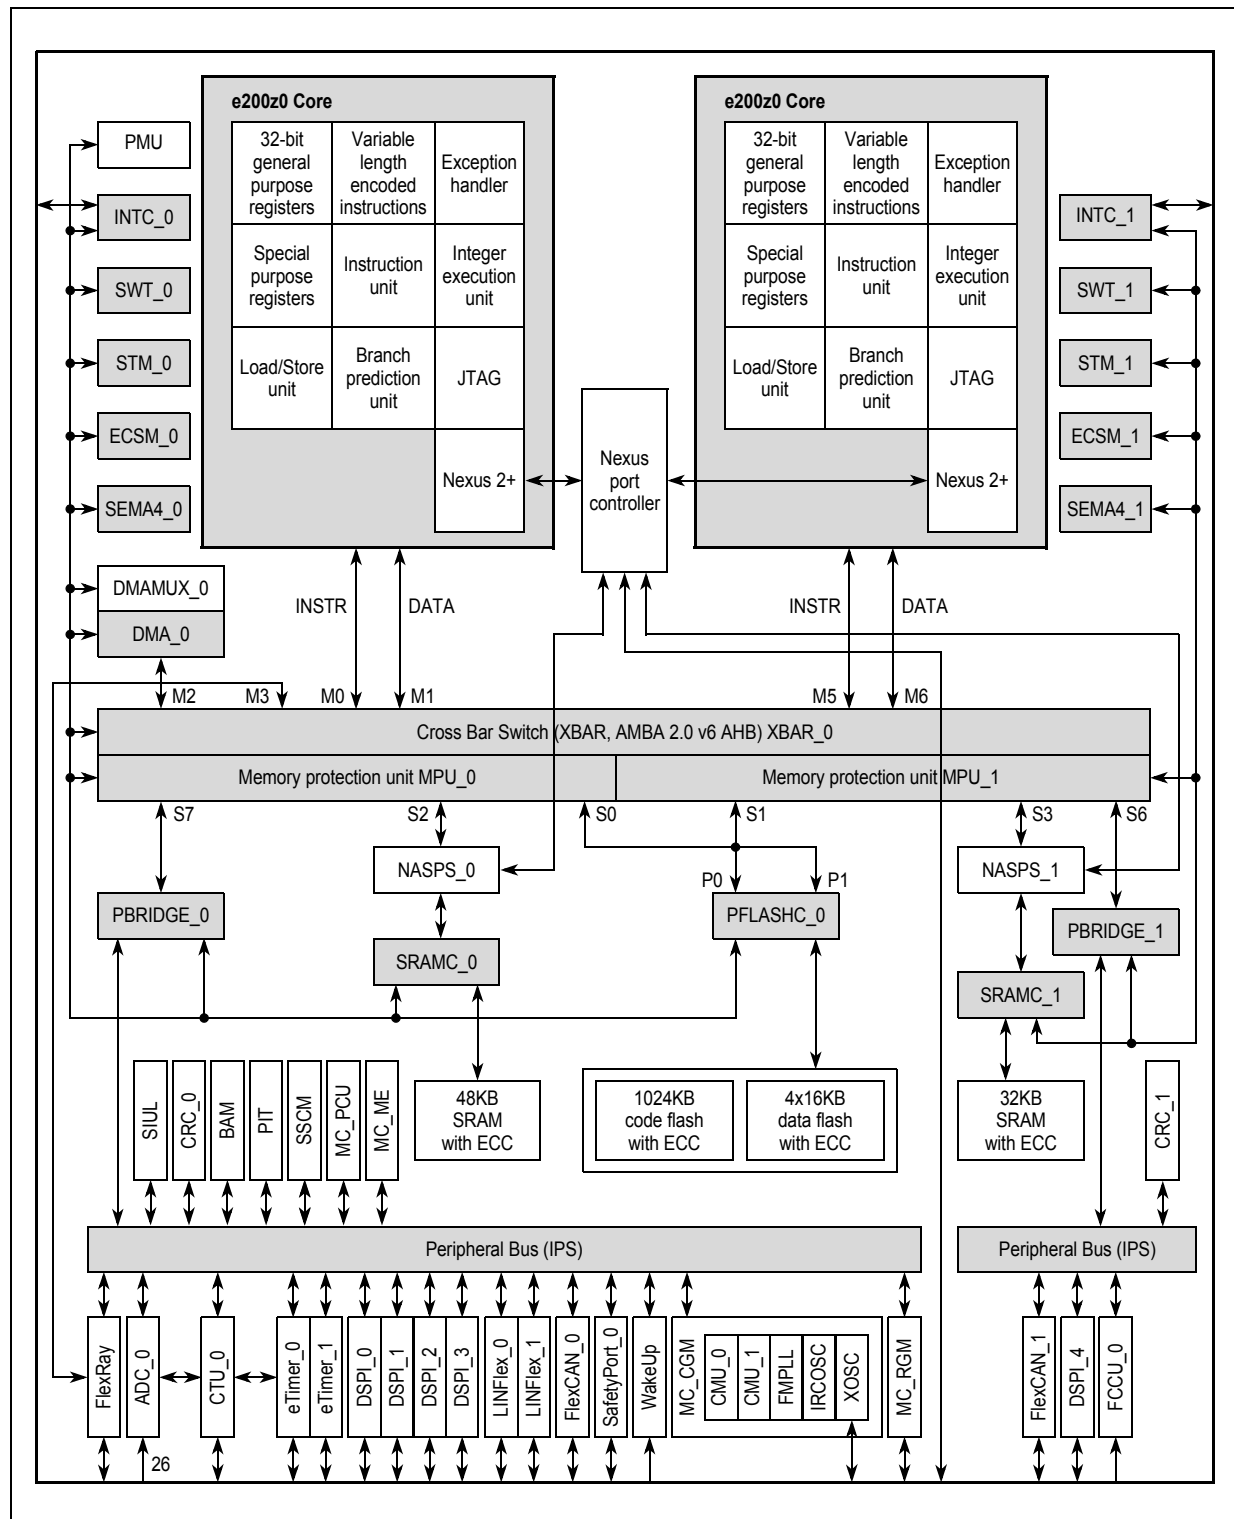 e200z0 Core
32-bit
general
purpose
registers
Variable
length
encoded
instructions
Exception
handler
Special
purpose
registers
Instruction
unit
Integer
execution
unit
Load/Store
unit
Branch
prediction
unit
JTAG
Nexus 2+
e200z0 Core
32-bit
general
purpose
registers
Variable
length
encoded
instructions
Exception
handler
Special
purpose
registers
Instruction
unit
Integer
execution
unit
Load/Store
unit
Branch
prediction
unit
JTAG
Nexus 2+
PMU
INTC_0
SWT_0
STM_0
ECSM_0
SEMA4_0
DMAMUX_0
DMA_0
Nexus
port
controller
INTC_1
SWT_1
STM_1
ECSM_1
SEMA4_1
INSTR
DATA
INSTR
DATA
M2
M3
M0
M1
M5
M6
Cross Bar Switch (XBAR, AMBA 2.0 v6 AHB) XBAR_0
Memory protection unit MPU_0
Memory protection unit MPU_1
S7
S2
S0
S1
S3
S6
NASPS_0
P0
P1
NASPS_1
PBRIDGE_0
PFLASHC_0
PBRIDGE_1
SRAMC_0
SRAMC_1
SIUL
CRC_0
BAM
PIT
SSCM
MC_PCU
MC_ME
48KB
SRAM
with ECC
1024KB
code flash
with ECC
4x16KB
data flash
with ECC
32KB
SRAM
with ECC
CRC_1
Peripheral Bus (IPS)
Peripheral Bus (IPS)
FlexRay
ADC_0
CTU_0
eTimer_0
eTimer_1
DSPI_0
DSPI_1
DSPI_2
DSPI_3
LINFlex_0
LINFlex_1
FlexCAN_0
SafetyPort_0
WakeUp
MC_CGM
CMU_0
CMU_1
FMPLL
IRCOSC
XOSC
MC_RGM
FlexCAN_1
DSPI_4
FCCU_0
26